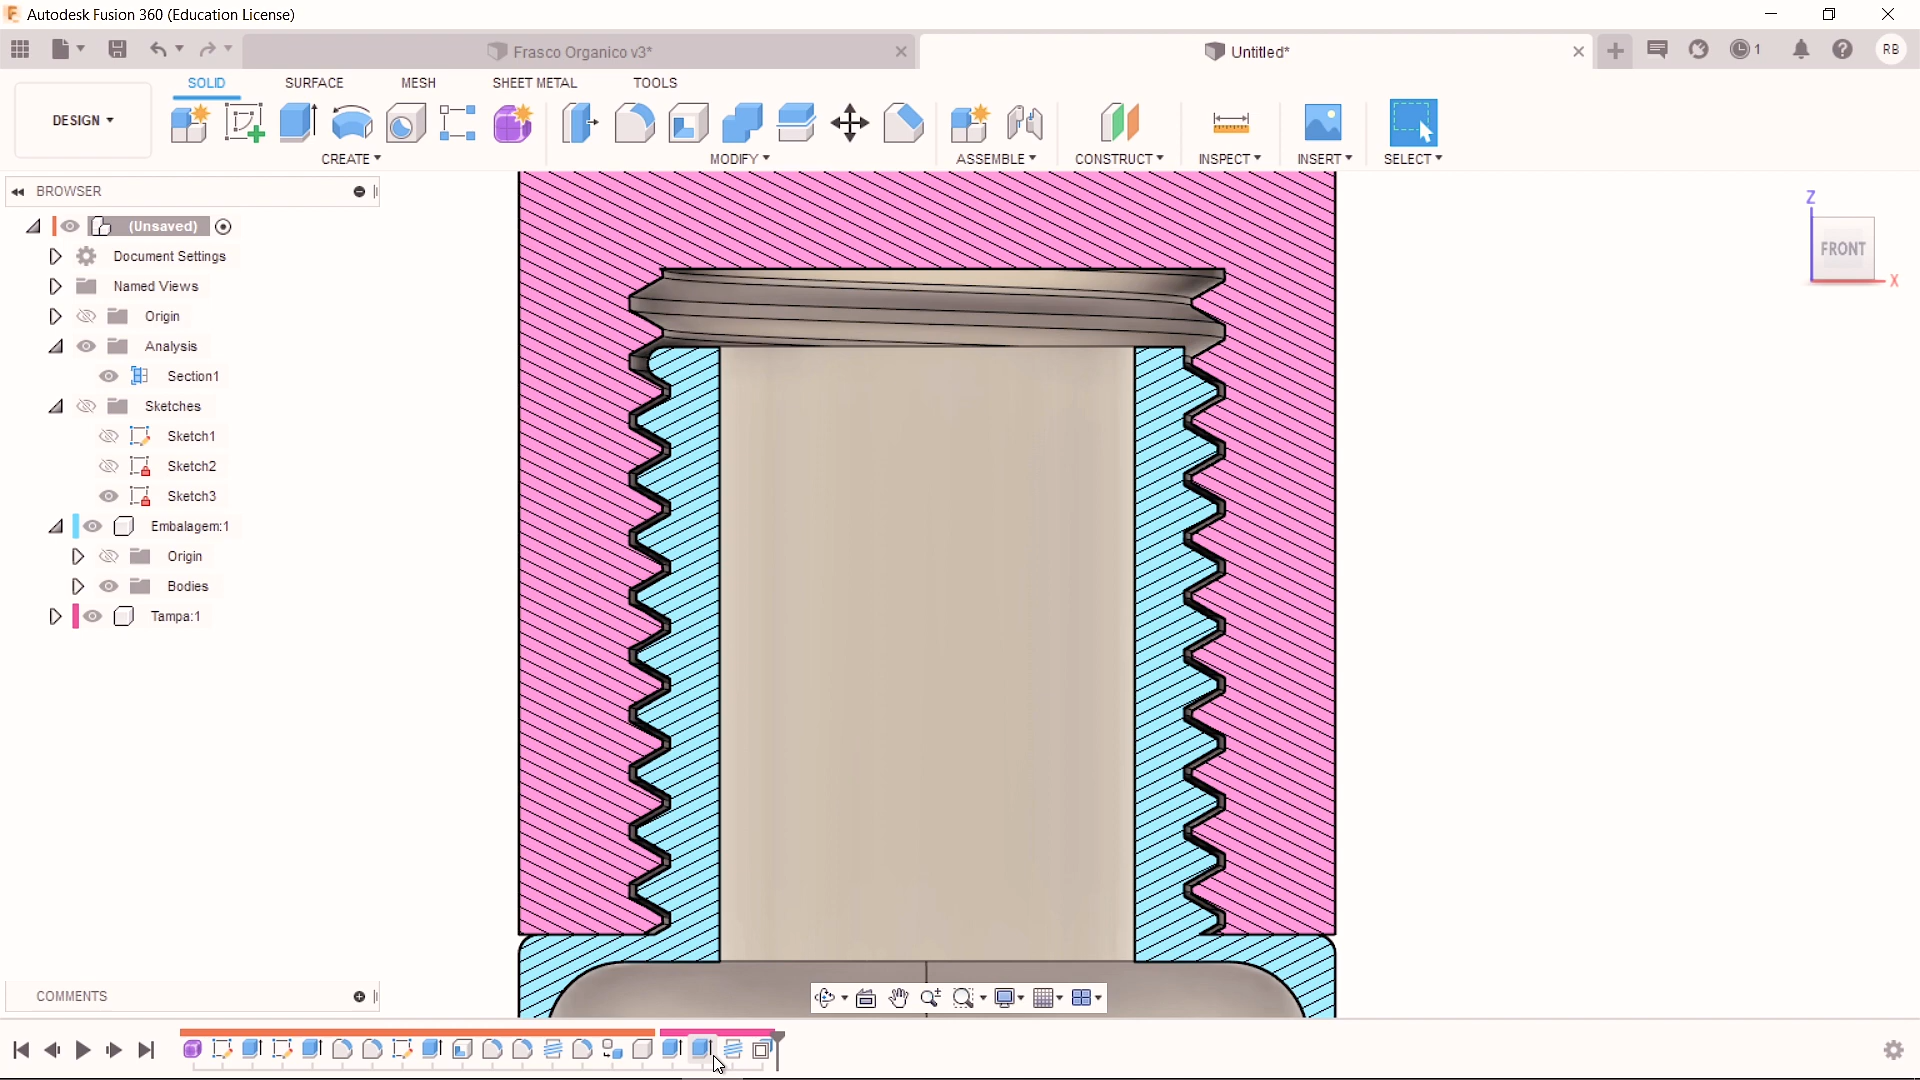 Autodesk Fusion 360 (Education License)
Frasco Organico v3*
Untitled*
1
RB
SOLID
SURFACE
MESH
SHEET METAL
TOOLS
DESIGN
CREATE
MODIFY
ASSEMBLE
CONSTRUCT
INSPECT
INSERT
SELECT
BROWSER
(Unsaved)
Document Settings
Named Views
Origin
Analysis
Section1
Sketches
Sketch1
Sketch2
Sketch3
Embalagem:1
Origin
Bodies
Tampa:1
Z
FRONT
X
COMMENTS